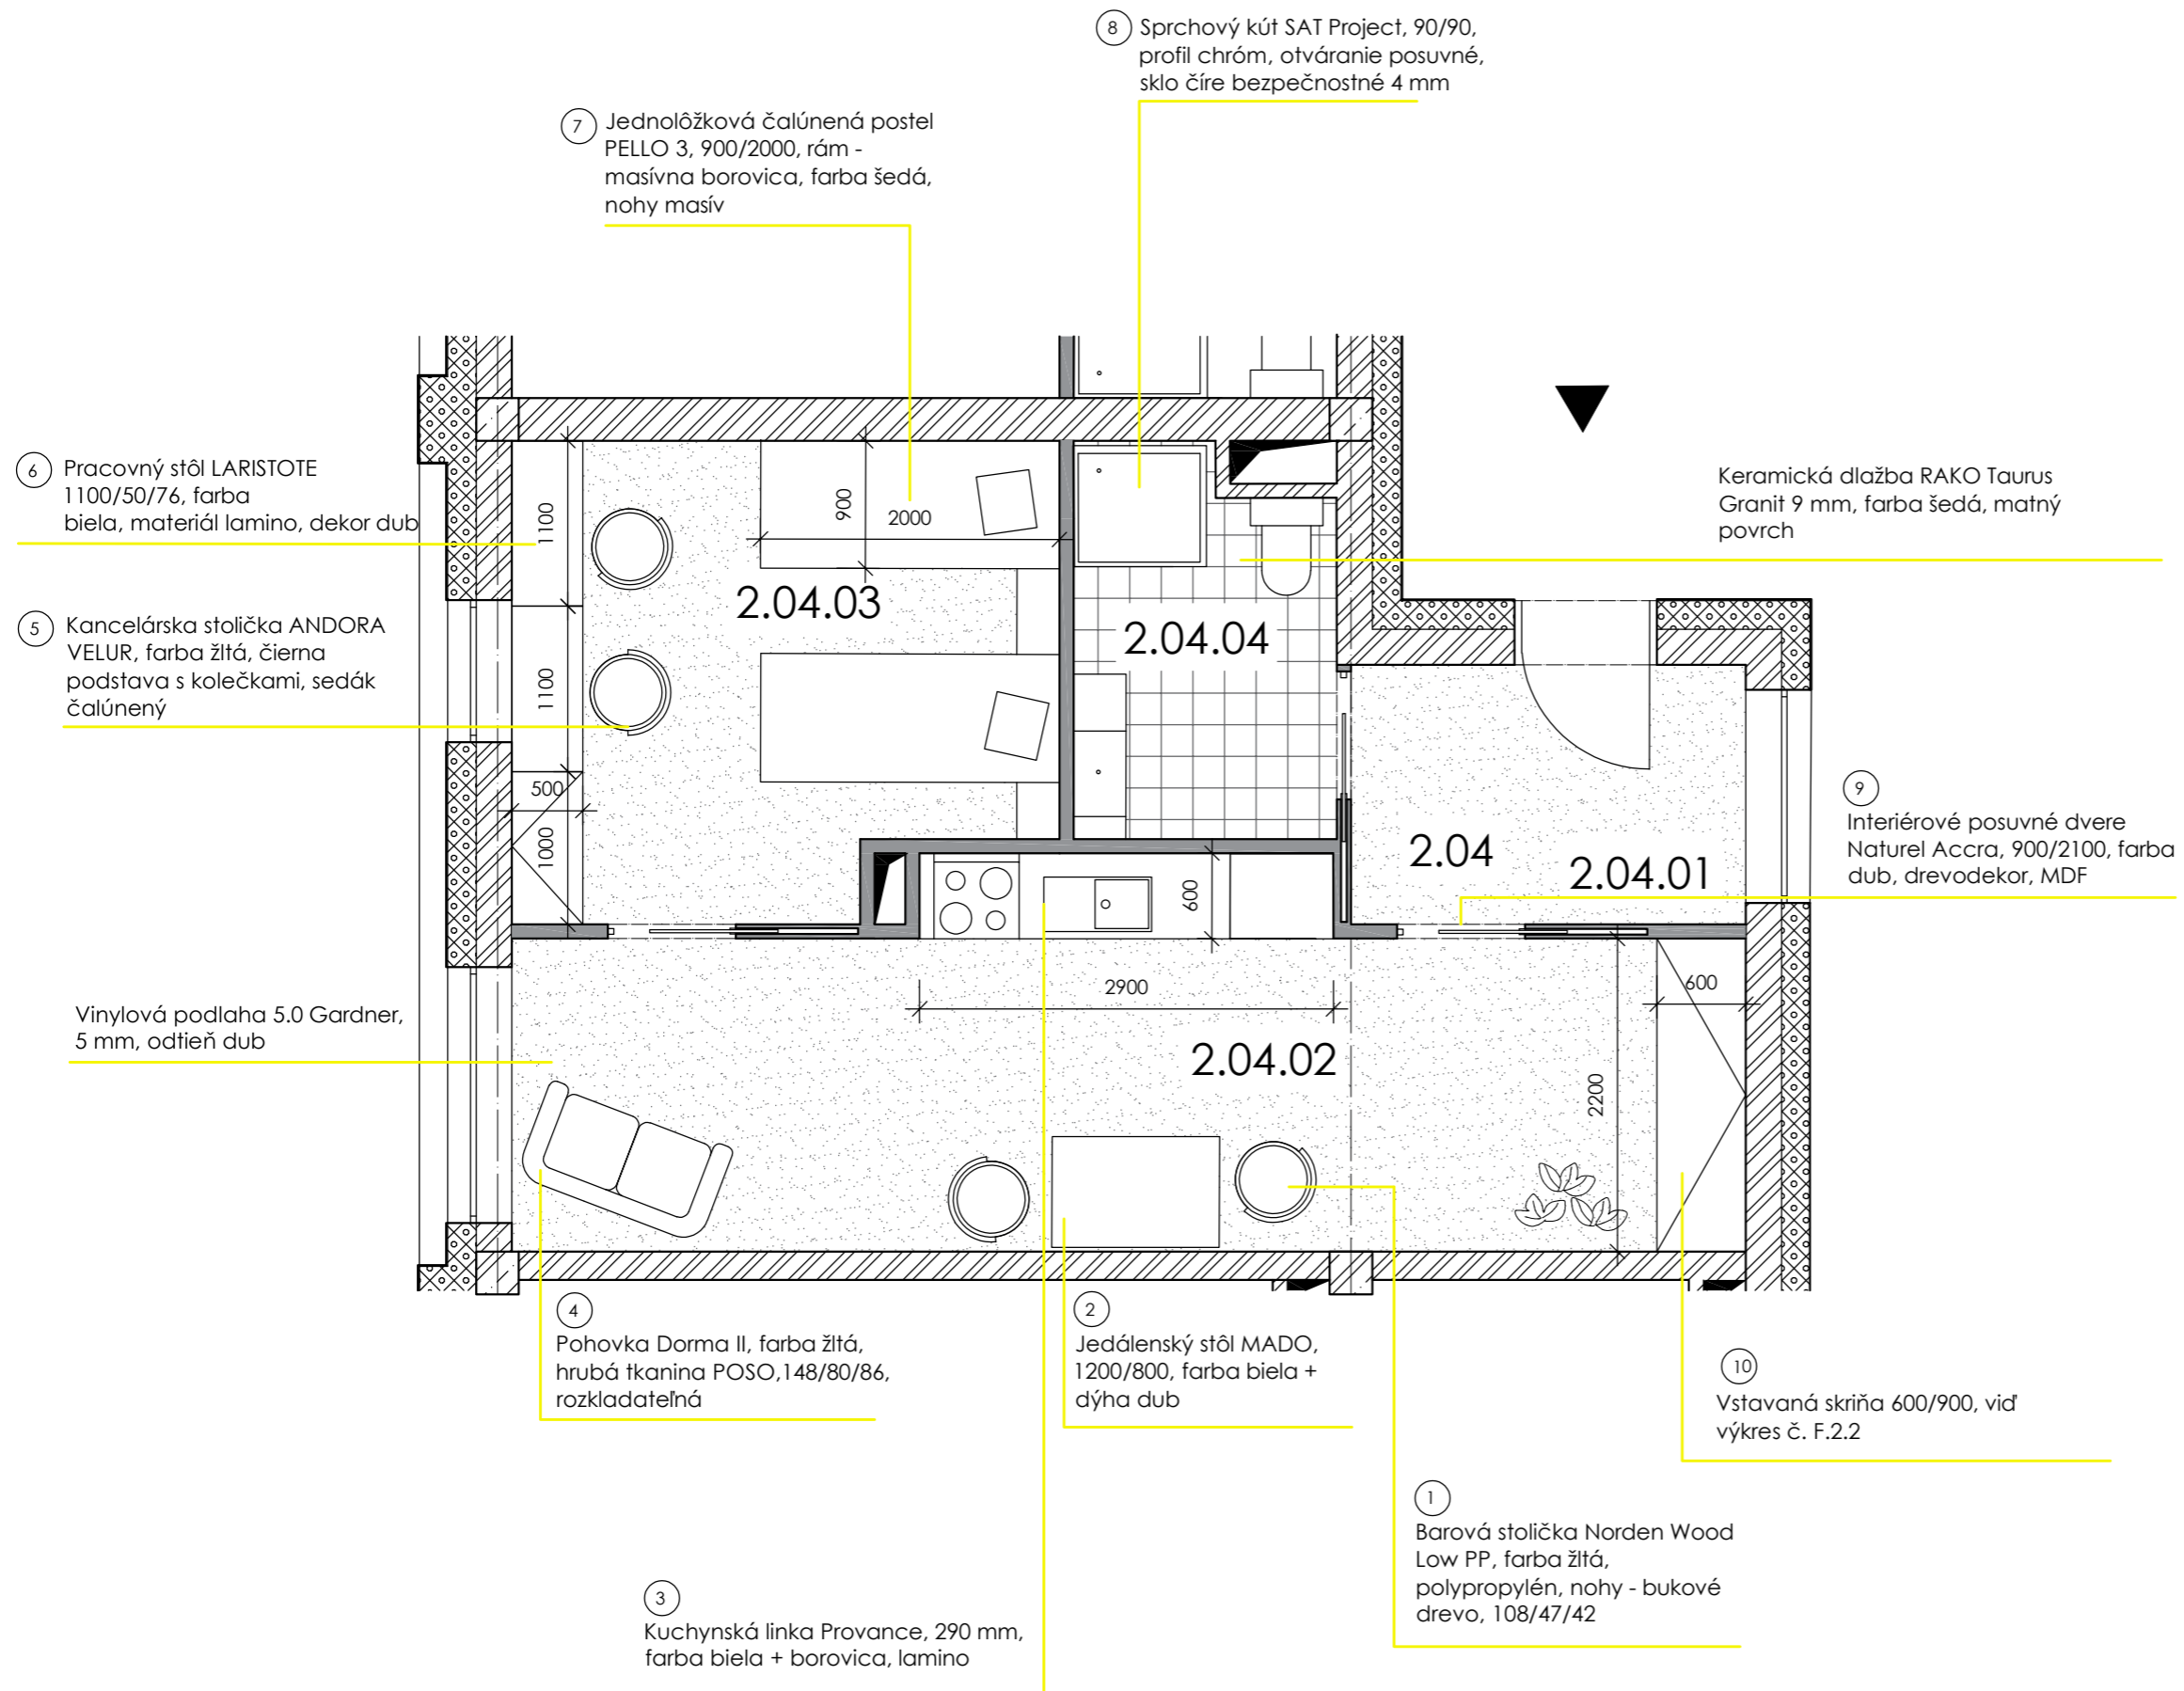 8
Sprchový kút SAT Project, 90/90,
profil chróm, otváranie posuvné,
sklo číre bezpečnostné 4 mm
7
Jednolôžková čalúnená postel
PELLO 3, 900/2000, rám -
masívna borovica, farba šedá,
nohy masív
6
Pracovný stôl LARISTOTE
1100/50/76, farba
biela, materiál lamino, dekor dub
Keramická dlažba RAKO Taurus
Granit 9 mm, farba šedá, matný
povrch
5
Kancelárska stolička ANDORA
VELUR, farba žltá, čierna
podstava s kolečkami, sedák
čalúnený
1100
900
2000
2.04.03
2.04.04
1100
500
1000
600
2.04
2.04.01
9
Interiérové posuvné dvere
Naturel Accra, 900/2100, farba
dub, drevodekor, MDF
Vinylová podlaha 5.0 Gardner,
5 mm, odtieň dub
2900
600
2.04.02
2200
4
Pohovka Dorma II, farba žltá,
hrubá tkanina POSO,148/80/86,
rozkladateľná
2
Jedálenský stôl MADO,
1200/800, farba biela +
dýha dub
10
Vstavaná skriňa 600/900, viď
výkres č. F.2.2
1
Barová stolička Norden Wood
Low PP, farba žltá,
polypropylén, nohy - bukové
drevo, 108/47/42
3
Kuchynská linka Provance, 290 mm,
farba biela + borovica, lamino